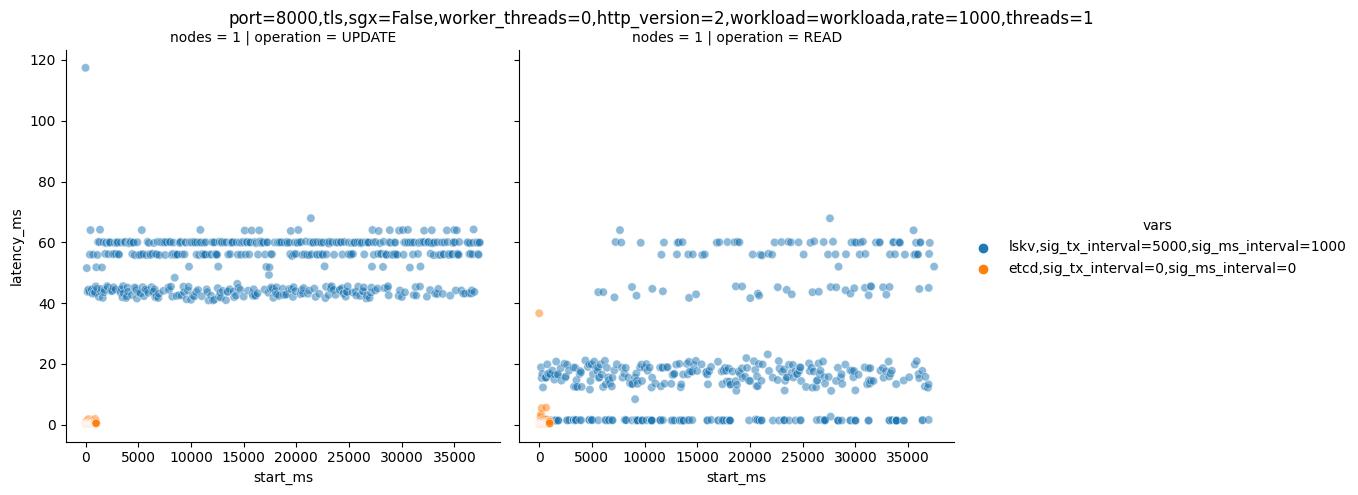 port=8000,tls,sgx=False,worker_threads=0,http_version=2,workload=workloada,rate=1000,threads=1
nodes = 1 | operation = UPDATE
nodes = 1 | operation = READ
120
100
80
60
40
20
0
latency_ms
0 5000 10000 15000 20000 25000 30000 35000
0 5000 10000 15000 20000 25000 30000 35000
start_ms
start_ms
vars
lskv,sig_tx_interval=5000,sig_ms_interval=1000
etcd,sig_tx_interval=0,sig_ms_interval=0